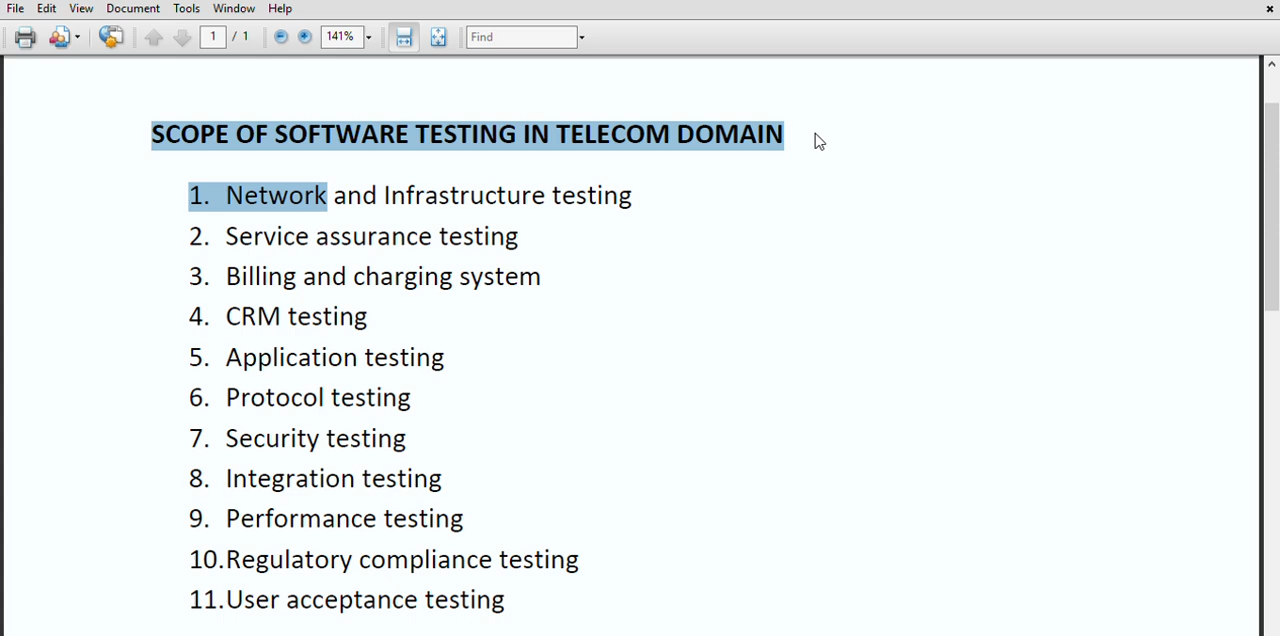 File Edit View Document Tools Window Help
1 / 1 141% Find
SCOPE OF SOFTWARE TESTING IN TELECOM DOMAIN
1. Network and Infrastructure testing
2. Service assurance testing
3. Billing and charging system
4. CRM testing
5. Application testing
6. Protocol testing
7. Security testing
8. Integration testing
9. Performance testing
10.Regulatory compliance testing
11.User acceptance testing